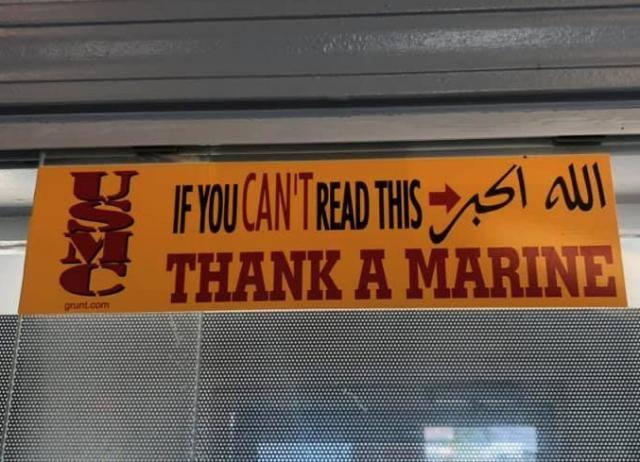 USMC
IF YOU CAN'T READ THIS → الله اكبر
THANK A MARINE
grunt.com